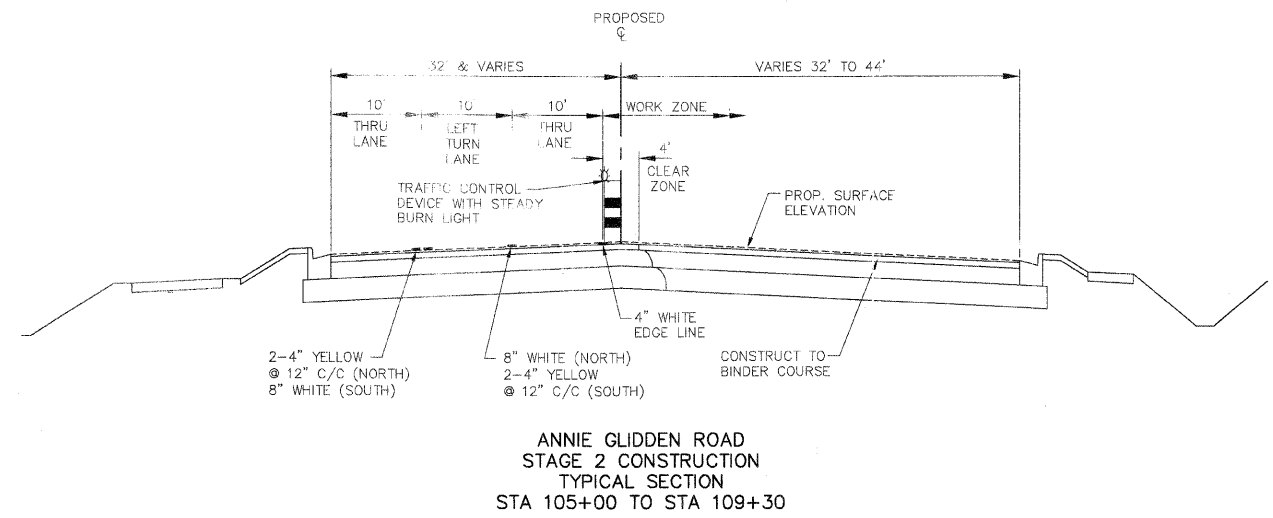 PROPOSED
℄
32' & VARIES
VARIES 32' TO 44'
10'
THRU
LANE
10'
LEFT
TURN
LANE
10'
THRU
LANE
WORK ZONE
4'
CLEAR
ZONE
TRAFFIC CONTROL
DEVICE WITH STEADY
BURN LIGHT
PROP. SURFACE
ELEVATION
4" WHITE
EDGE LINE
2-4" YELLOW
@ 12" C/C (NORTH)
8" WHITE (SOUTH)
8" WHITE (NORTH)
2-4" YELLOW
@ 12" C/C (SOUTH)
CONSTRUCT TO
BINDER COURSE
ANNIE GLIDDEN ROAD
STAGE 2 CONSTRUCTION
TYPICAL SECTION
STA 105+00 TO STA 109+30